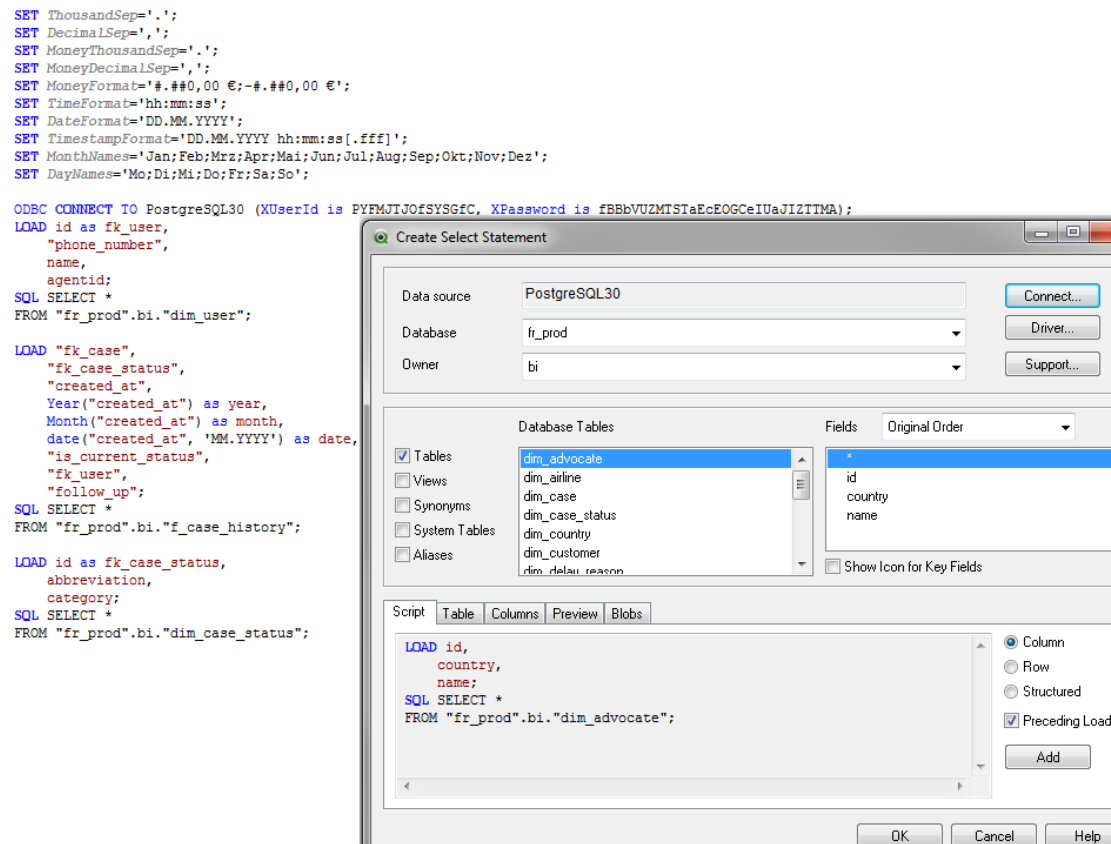 SET ThousandSep='.';
SET DecimalSep=',';
SET MoneyThousandSep='.';
SET MoneyDecimalSep=',';
SET MoneyFormat='#.##0,00 €;-#.##0,00 €';
SET TimeFormat='hh:mm:ss';
SET DateFormat='DD.MM.YYYY';
SET TimestampFormat='DD.MM.YYYY hh:mm:ss[.fff]';
SET MonthNames='Jan;Feb;Mrz;Apr;Mai;Jun;Jul;Aug;Sep;Okt;Nov;Dez';
SET DayNames='Mo;Di;Mi;Do;Fr;Sa;So';
ODBC CONNECT TO PostgreSQL30 (XUserId is PYFMJTJOfSYSGfC, XPassword is fBBbVUZMTSTaEcEOGCeIUaJIZTTMA);
LOAD id as fk_user,
"phone_number",
name,
agentid;
SQL SELECT *
FROM "fr_prod".bi."dim_user";
LOAD "fk_case",
"fk_case_status",
"created_at",
Year("created_at") as year,
Month("created_at") as month,
date("created_at", 'MM.YYYY') as date,
"is_current_status",
"fk_user",
"follow_up";
SQL SELECT *
FROM "fr_prod".bi."f_case_history";
LOAD id as fk_case_status,
abbreviation,
category;
SQL SELECT *
FROM "fr_prod".bi."dim_case_status";
Create Select Statement
Data source PostgreSQL30 Connect...
Database fr_prod Driver...
Owner bi Support...
Database Tables Fields Original Order
Tables dim_advocate *
Views dim_airline id
Synonyms dim_case country
System Tables dim_case_status name
Aliases dim_country
dim_customer
dim_delay_reason
Show Icon for Key Fields
Script Table Columns Preview Blobs
LOAD id,
country,
name;
SQL SELECT *
FROM "fr_prod".bi."dim_advocate";
Column
Row
Structured
Preceding Load
Add
OK Cancel Help